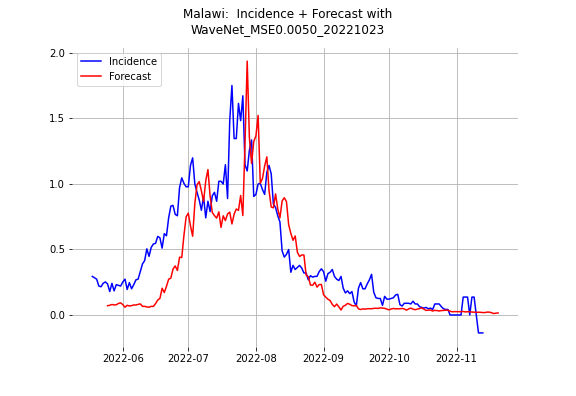 Malawi:  Incidence + Forecast with
WaveNet_MSE0.0050_20221023
2.0
Incidence
Forecast
1.5
1.0
0.5
0.0
2022-06 2022-07 2022-08 2022-09 2022-10 2022-11